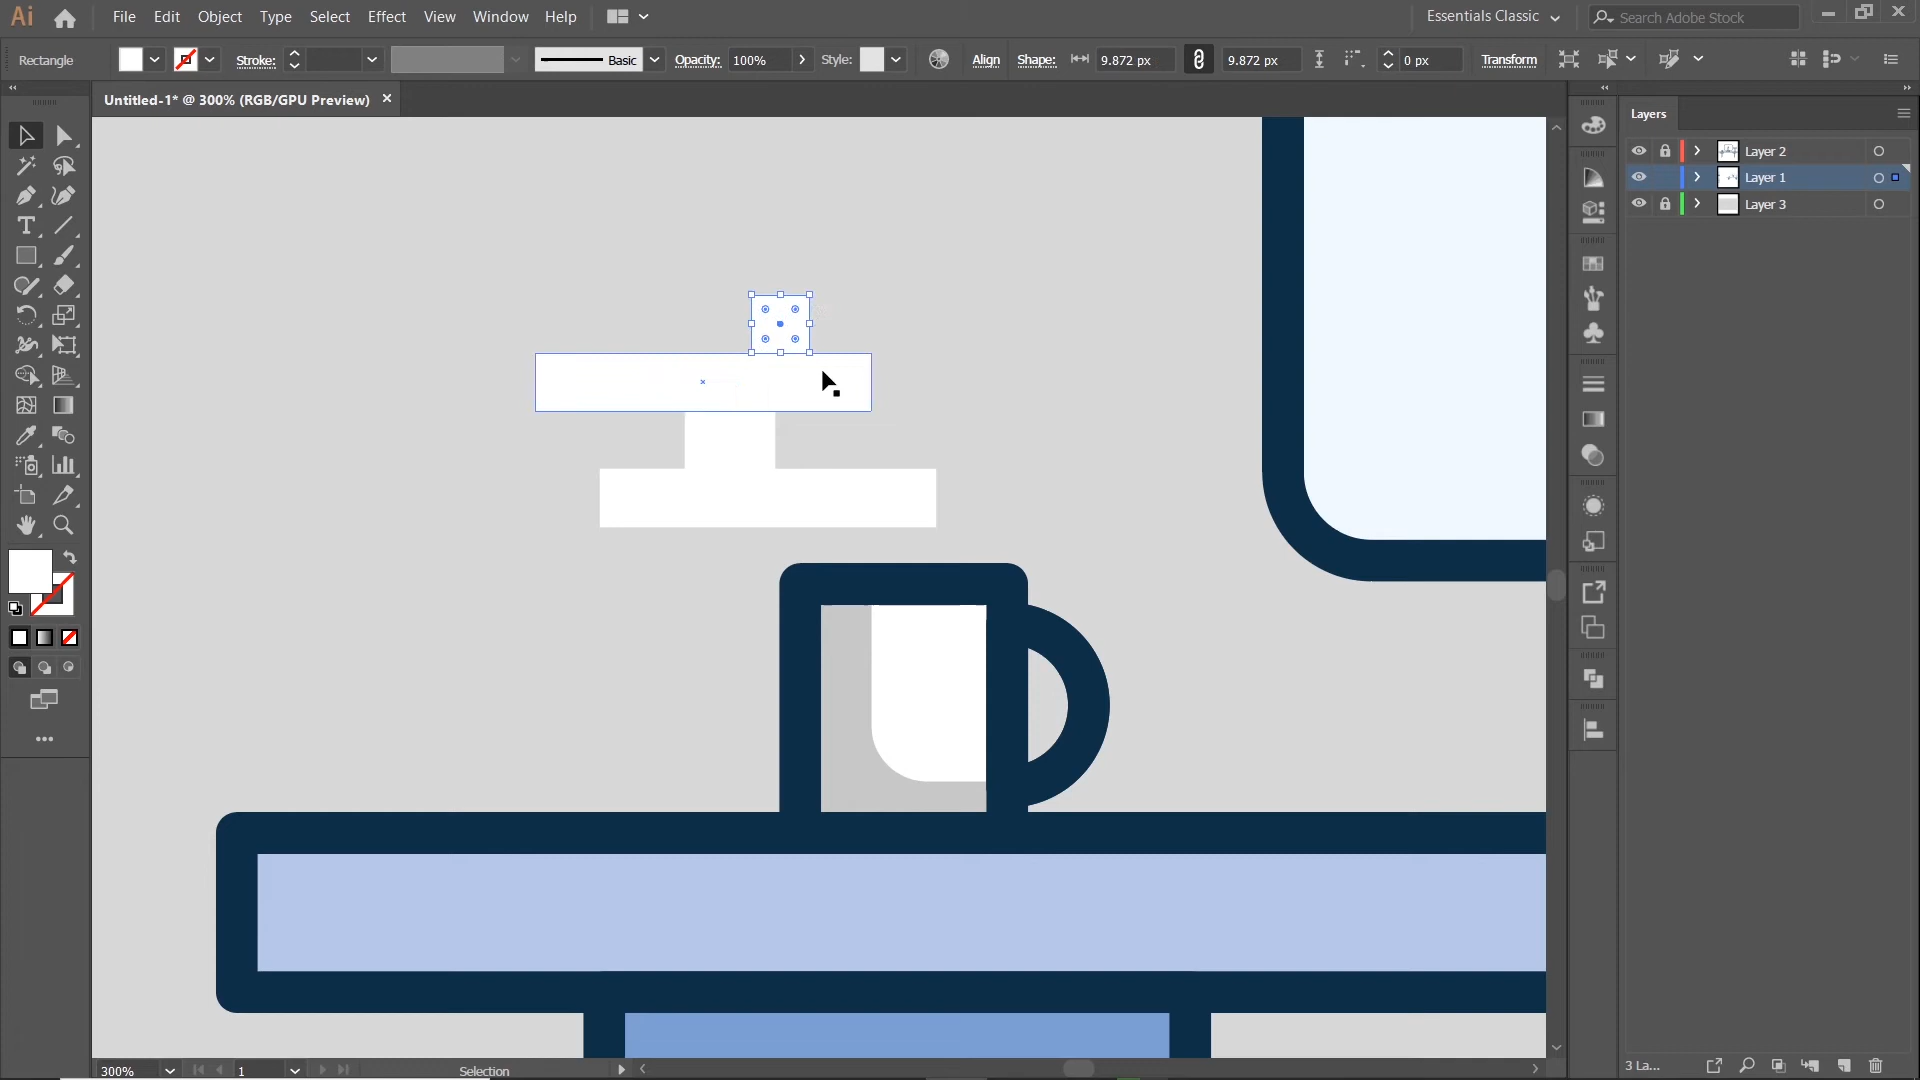 Ai File Edit Object Type Select Effect View Window Help Essentials Classic Search Adobe Stock
Rectangle Stroke: Basic Opacity: 100% Style: Align Shape: 9.872 px 9.872 px 0 px Transform
Untitled-1* @ 300% (RGB/GPU Preview)
Layers
Layer 2
Layer 1
Layer 3
300% 1 Selection 3 La...